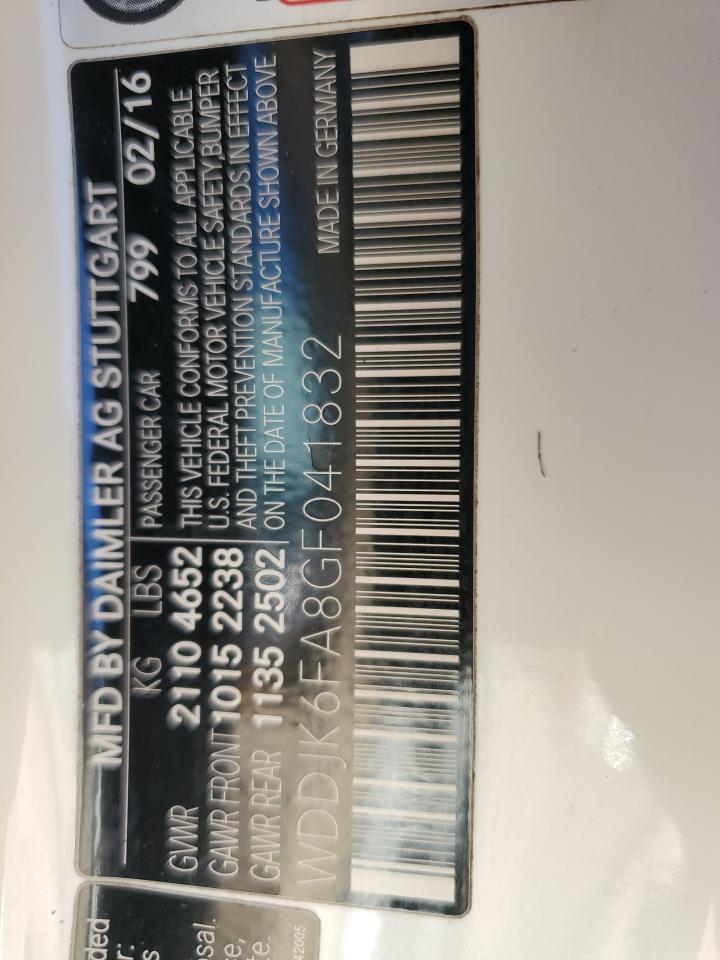 MFD BY DAIMLER AG STUTTGART
KG LBS PASSENGER CAR 799 02/16
GVWR 2110 4652 THIS VEHICLE CONFORMS TO ALL APPLICABLE
U.S. FEDERAL MOTOR VEHICLE SAFETY, BUMPER
GAWR FRONT 1015 2238 AND THEFT PREVENTION STANDARDS IN EFFECT
GAWR REAR 1135 2502 ON THE DATE OF MANUFACTURE SHOWN ABOVE
WDDJK6FA8GF041832 MADE IN GERMANY
42005